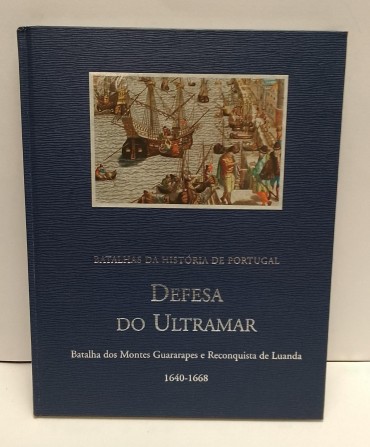 BATALHAS DA HISTÓRIA DE PORTUGAL
DEFESA
DO ULTRAMAR
Batalha dos Montes Guararapes e Reconquista de Luanda
1640-1668